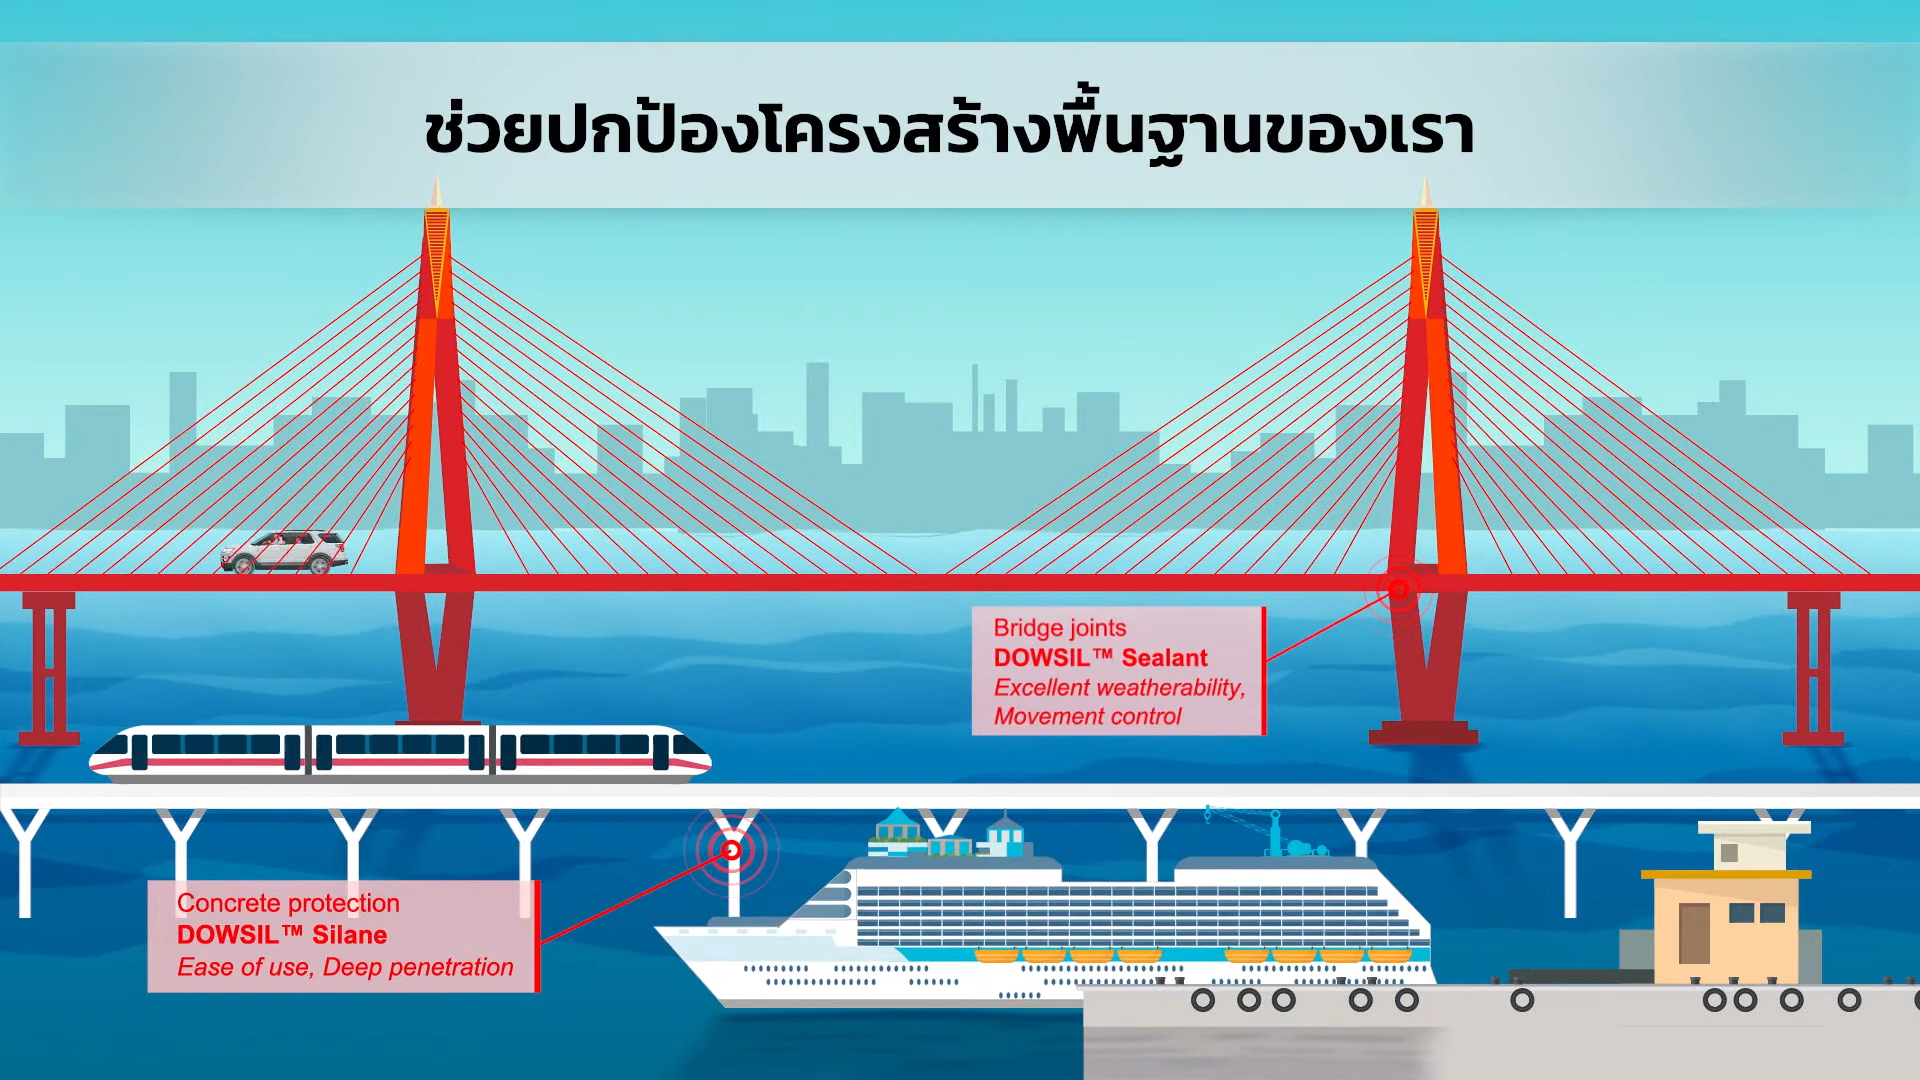 ช่วยปกป้องโครงสร้างพื้นฐานของเรา
Bridge joints
DOWSIL™ Sealant
Excellent weatherability,
Movement control
Concrete protection
DOWSIL™ Silane
Ease of use, Deep penetration